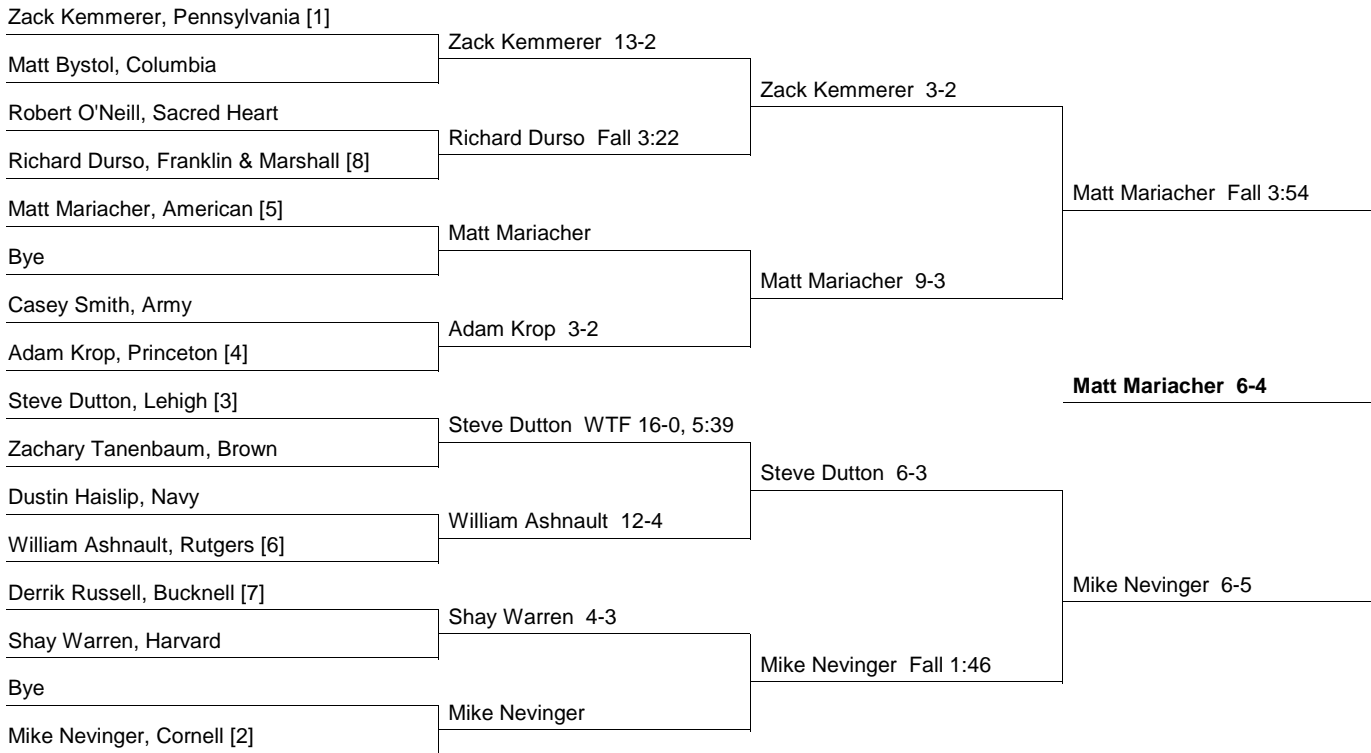 Zack Kemmerer, Pennsylvania [1]
Zack Kemmerer 13-2
Matt Bystol, Columbia
Zack Kemmerer 3-2
Robert O'Neill, Sacred Heart
Richard Durso Fall 3:22
Richard Durso, Franklin & Marshall [8]
Matt Mariacher Fall 3:54
Matt Mariacher, American [5]
Matt Mariacher
Bye
Matt Mariacher 9-3
Casey Smith, Army
Adam Krop 3-2
Adam Krop, Princeton [4]
Matt Mariacher 6-4
Steve Dutton, Lehigh [3]
Steve Dutton WTF 16-0, 5:39
Zachary Tanenbaum, Brown
Steve Dutton 6-3
Dustin Haislip, Navy
William Ashnault 12-4
William Ashnault, Rutgers [6]
Mike Nevinger 6-5
Derrik Russell, Bucknell [7]
Shay Warren 4-3
Shay Warren, Harvard
Mike Nevinger Fall 1:46
Bye
Mike Nevinger
Mike Nevinger, Cornell [2]